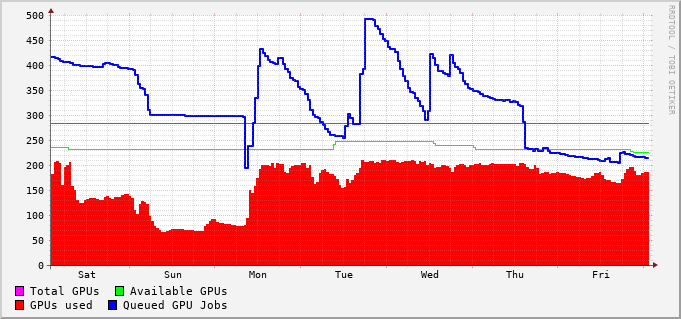 RRDTOOL / TOBI OETIKER
500
450
400
350
300
250
200
150
100
50
0
Sat Sun Mon Tue Wed Thu Fri
Total GPUs Available GPUs
GPUs used Queued GPU Jobs